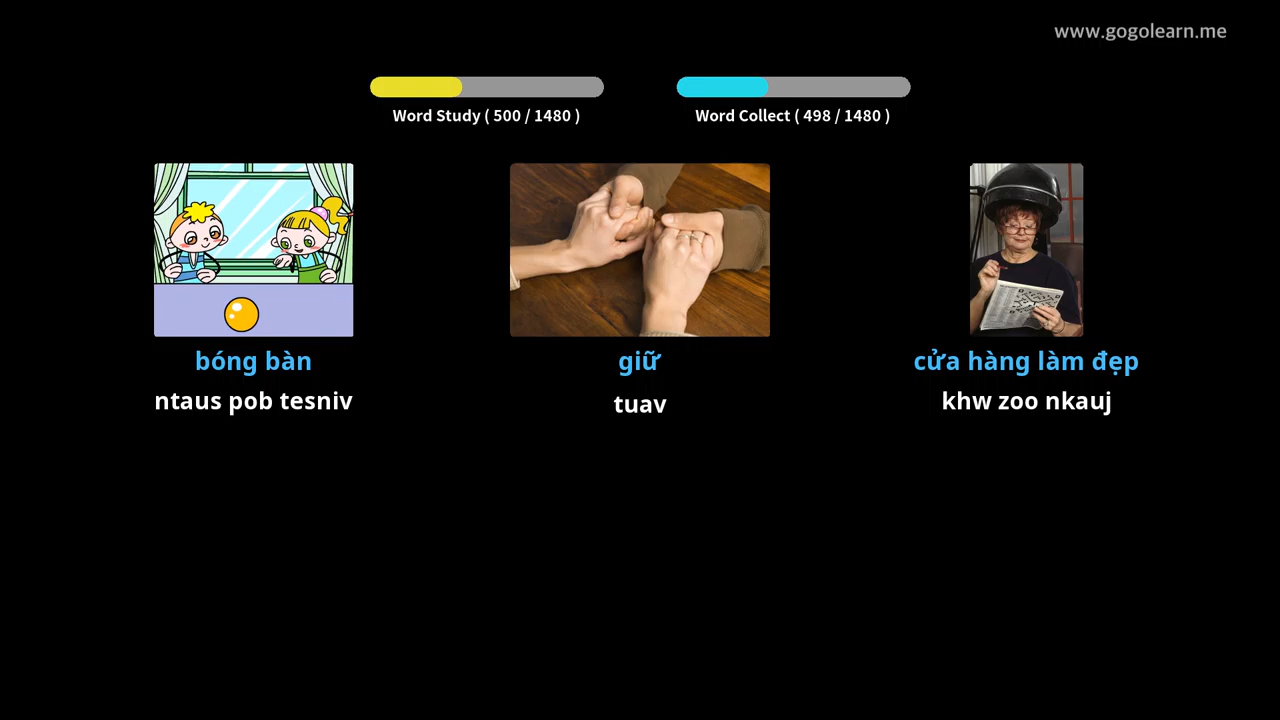 www.gogolearn.me
Word Study ( 500 / 1480 )
Word Collect ( 498 / 1480 )
bóng bàn
ntaus pob tesniv
giữ
tuav
cửa hàng làm đẹp
khw zoo nkauj